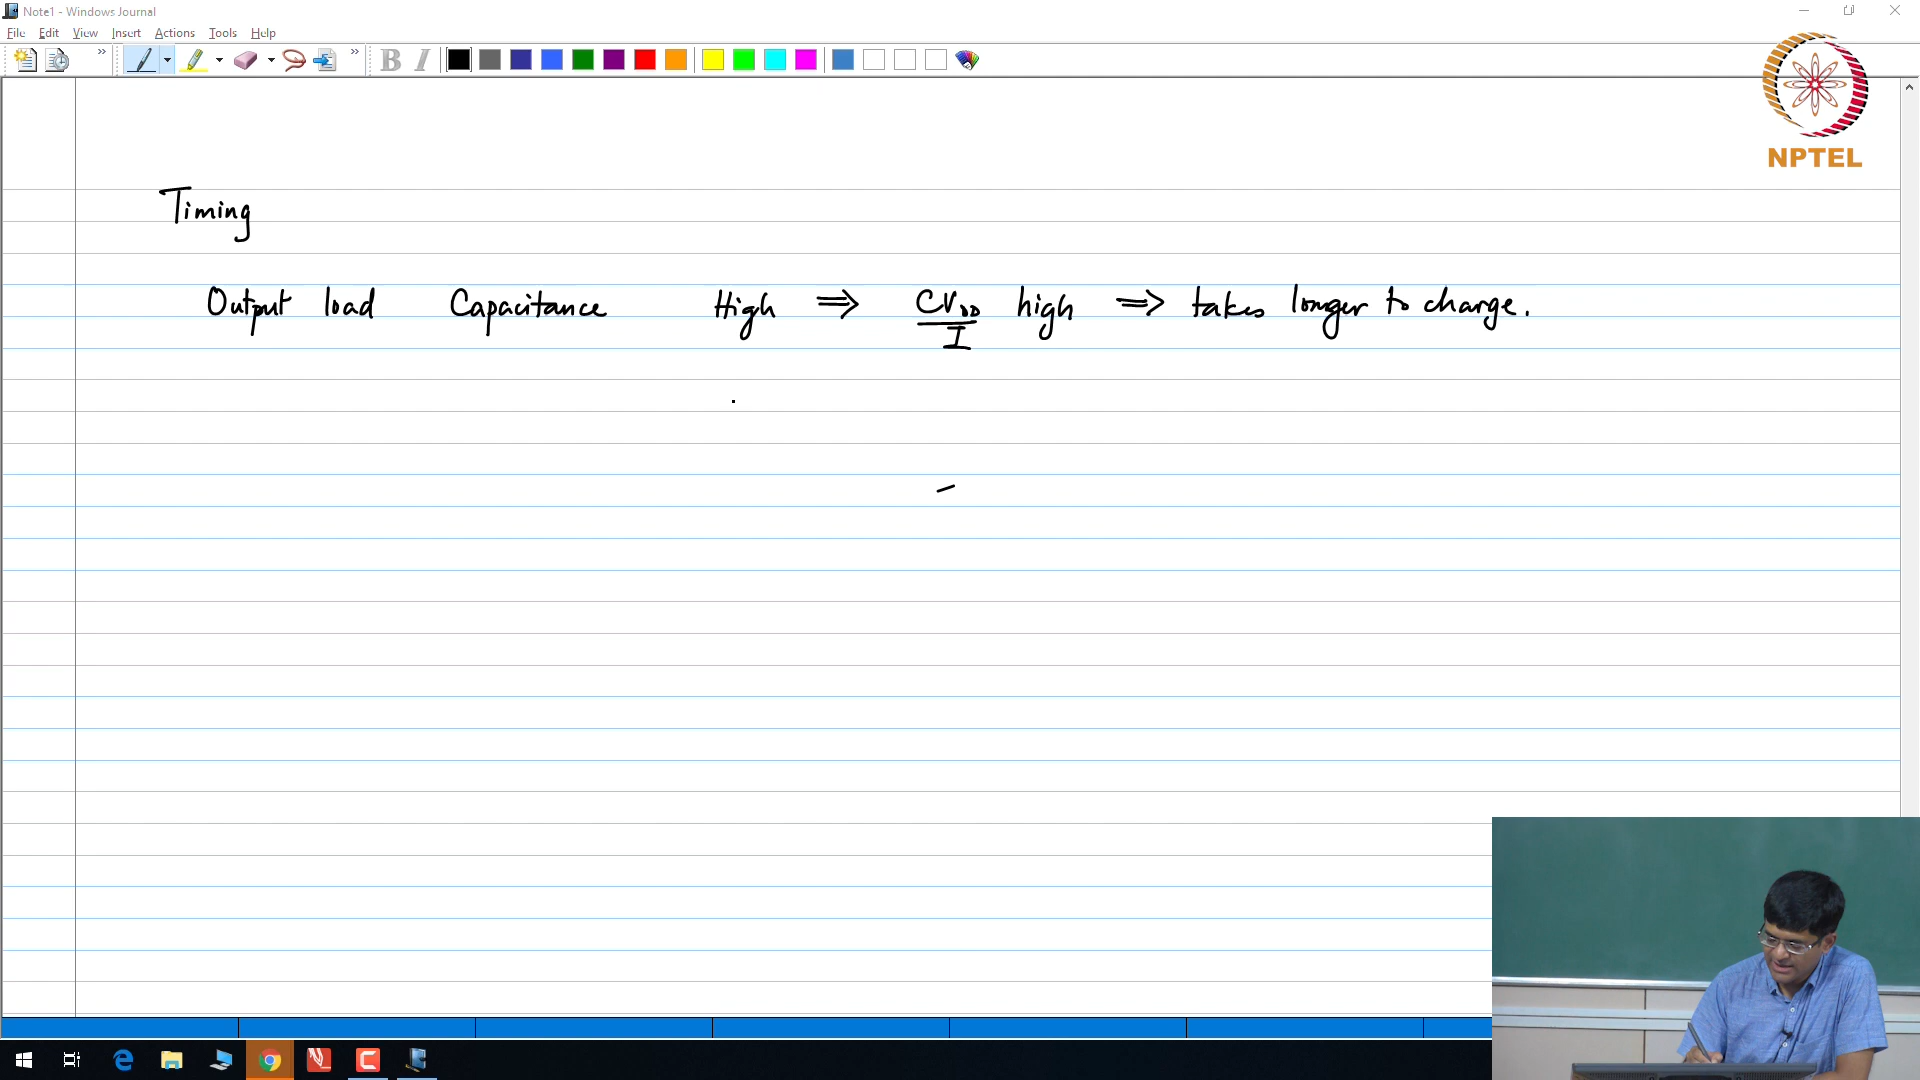 Note1 - Windows Journal
File Edit View Insert Actions Tools Help
B I
NPTEL
Timing
Output load Capacitance High ⇒ CVDD/I high ⇒ takes longer to charge.